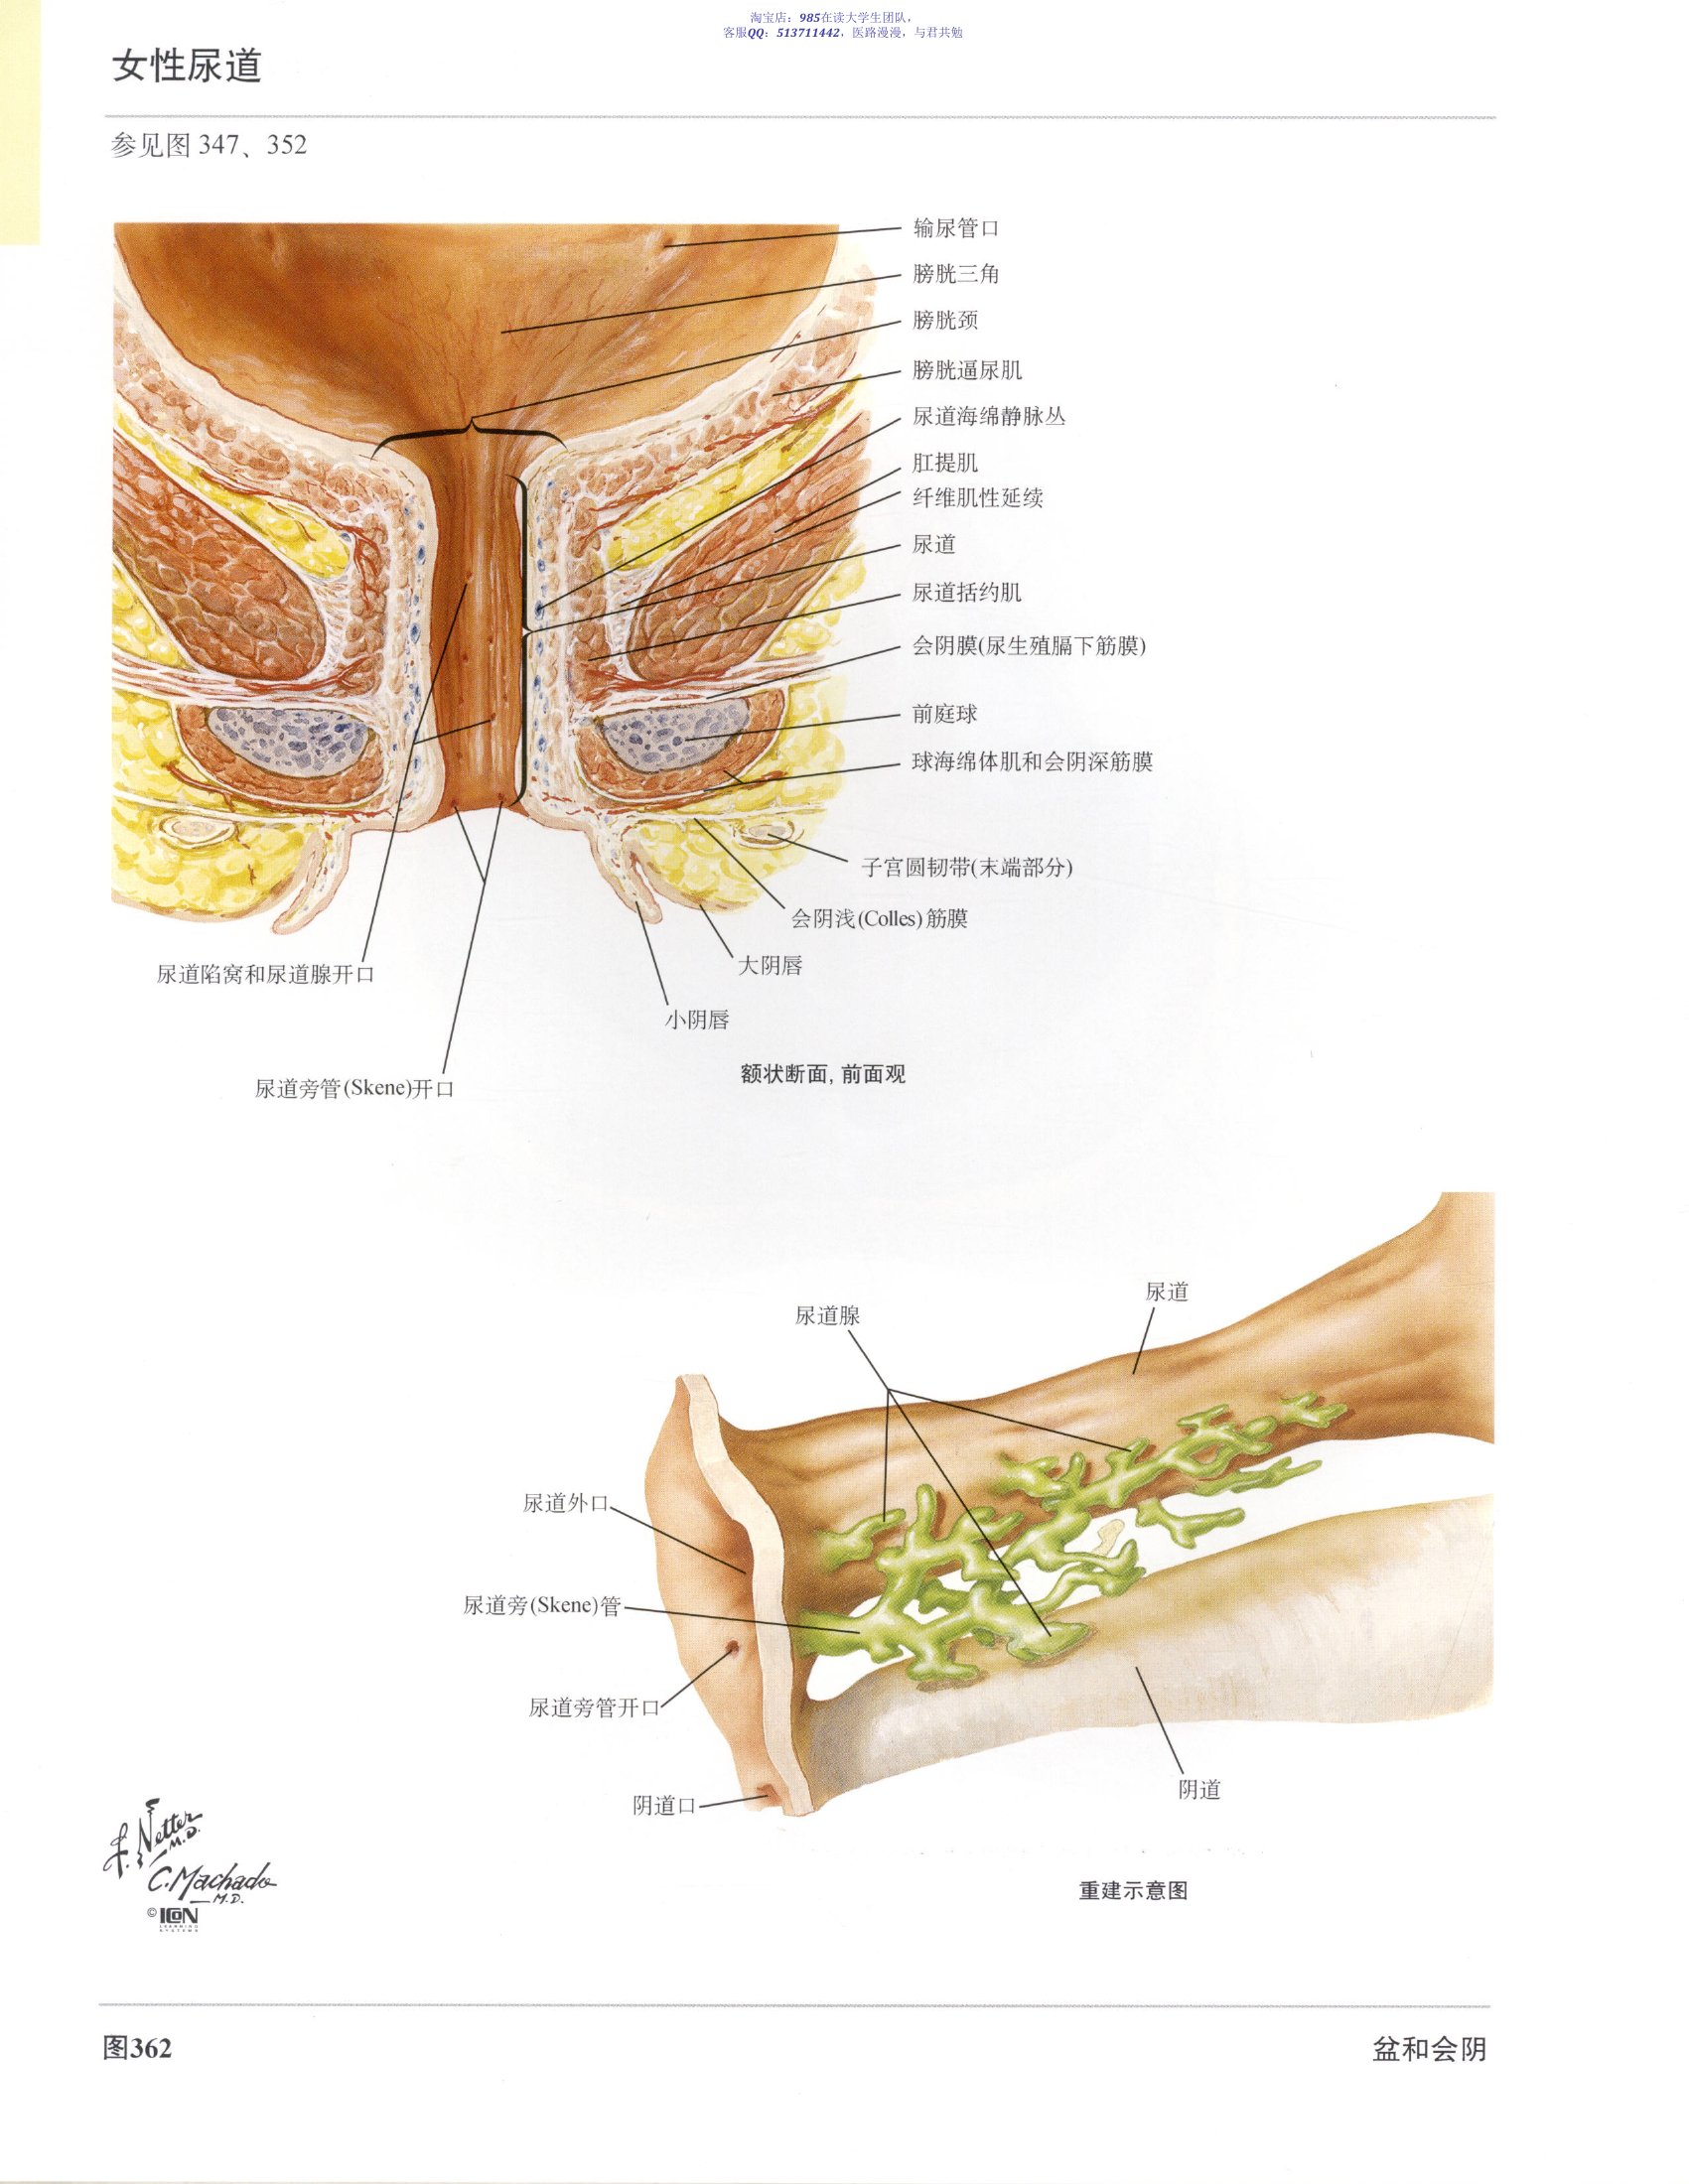 淘宝店：985在读大学生团队，
客服QQ：513711442，医路漫漫，与君共勉
女性尿道
参见图 347、352
输尿管口
膀胱三角
膀胱颈
膀胱逼尿肌
尿道海绵静脉丛
肛提肌
纤维肌性延续
尿道
尿道括约肌
会阴膜(尿生殖膈下筋膜)
前庭球
球海绵体肌和会阴深筋膜
子宫圆韧带(末端部分)
会阴浅(Colles)筋膜
大阴唇
小阴唇
尿道陷窝和尿道腺开口
尿道旁管(Skene)开口
额状断面, 前面观
尿道
尿道腺
尿道外口
尿道旁(Skene)管
尿道旁管开口
阴道口
阴道
重建示意图
F. Netter
M.D.
C.Machado
M.D.
© ICON
LEARNING
SYSTEMS
图362
盆和会阴